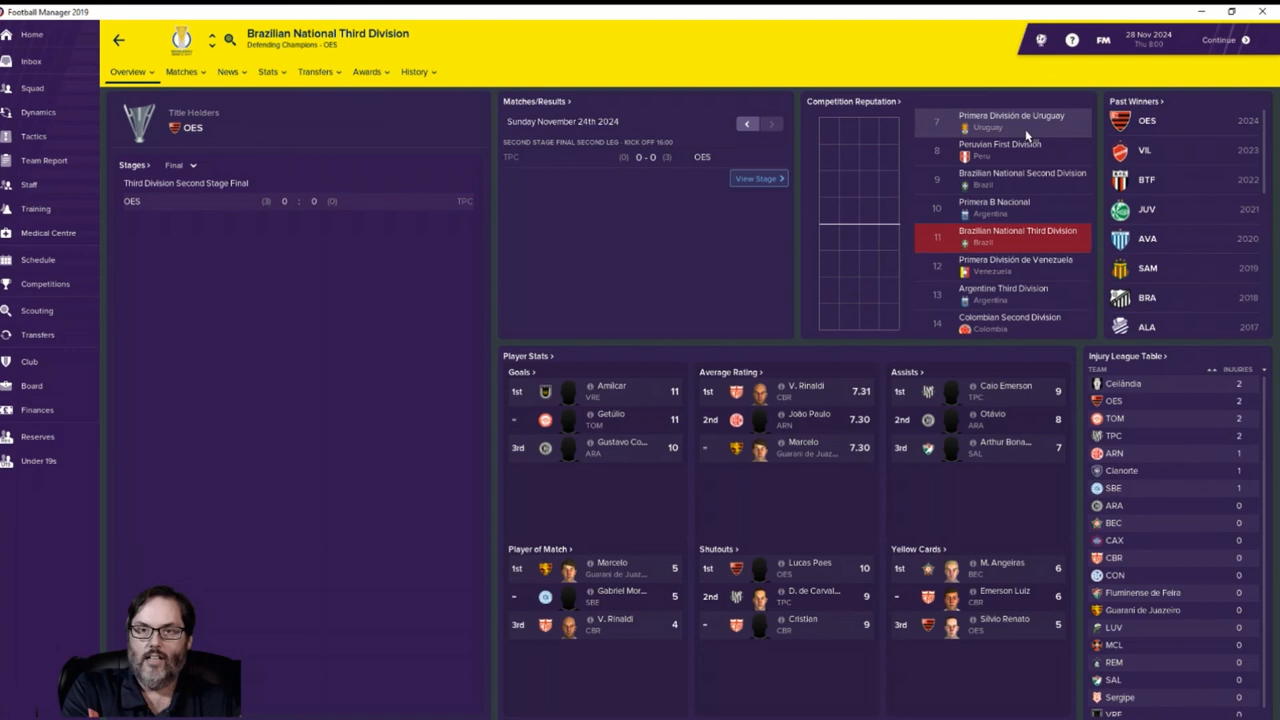 Football Manager 2019
Home
Inbox
Squad
Dynamics
Tactics
Team Report
Staff
Training
Medical Centre
Schedule
Competitions
Scouting
Transfers
Club
Board
Finances
Reserves
Under 19s
Brazilian National Third Division
Defending Champions - OES
28 Nov 2024
Thu 8:00
?
FM
Continue
Overview
Matches
News
Stats
Transfers
Awards
History
Title Holders
OES
Stages
Final
Third Division Second Stage Final
OES (3) 0 : 0 (0) TPC
Matches/Results
Sunday November 24th 2024
SECOND STAGE FINAL SECOND LEG - KICK OFF 16:00
TPC (0) 0 - 0 (3) OES
View Stage
Competition Reputation
7 Primera División de Uruguay
Uruguay
8 Peruvian First Division
Peru
9 Brazilian National Second Division
Brazil
10 Primera B Nacional
Argentina
11 Brazilian National Third Division
Brazil
12 Primera División de Venezuela
Venezuela
13 Argentine Third Division
Argentina
14 Colombian Second Division
Colombia
Past Winners
OES 2024
VIL 2023
BTF 2022
JUV 2021
AVA 2020
SAM 2019
BRA 2018
ALA 2017
Player Stats
Goals
1st Amílcar 11
VRE
- Getúlio 11
TOM
3rd Gustavo Co... 10
ARA
Average Rating
1st V. Rinaldi 7.31
CBR
2nd João Paulo 7.30
ARN
- Marcelo 7.30
Guarani de Juaz...
Assists
1st Caio Emerson 9
TPC
2nd Otávio 8
ARA
3rd Arthur Bona... 7
SAL
Player of Match
1st Marcelo 5
Guarani de Juaz...
- Gabriel Mor... 5
SBE
3rd V. Rinaldi 4
CBR
Shutouts
1st Lucas Paes 10
OES
2nd D. de Carval... 9
TPC
- Cristian 9
CBR
Yellow Cards
1st M. Angeiras 6
BEC
- Emerson Luiz 6
CBR
3rd Silvio Renato 5
OES
Injury League Table
TEAM INJURIES
Ceilândia 2
OES 2
TOM 2
TPC 2
ARN 1
Cianorte 1
SBE 1
ARA 0
BEC 0
CAX 0
CBR 0
CON 0
Fluminense de Feira 0
Guarani de Juazeiro 0
LUV 0
MCL 0
REM 0
SAL 0
Sergipe 0
VRE 0